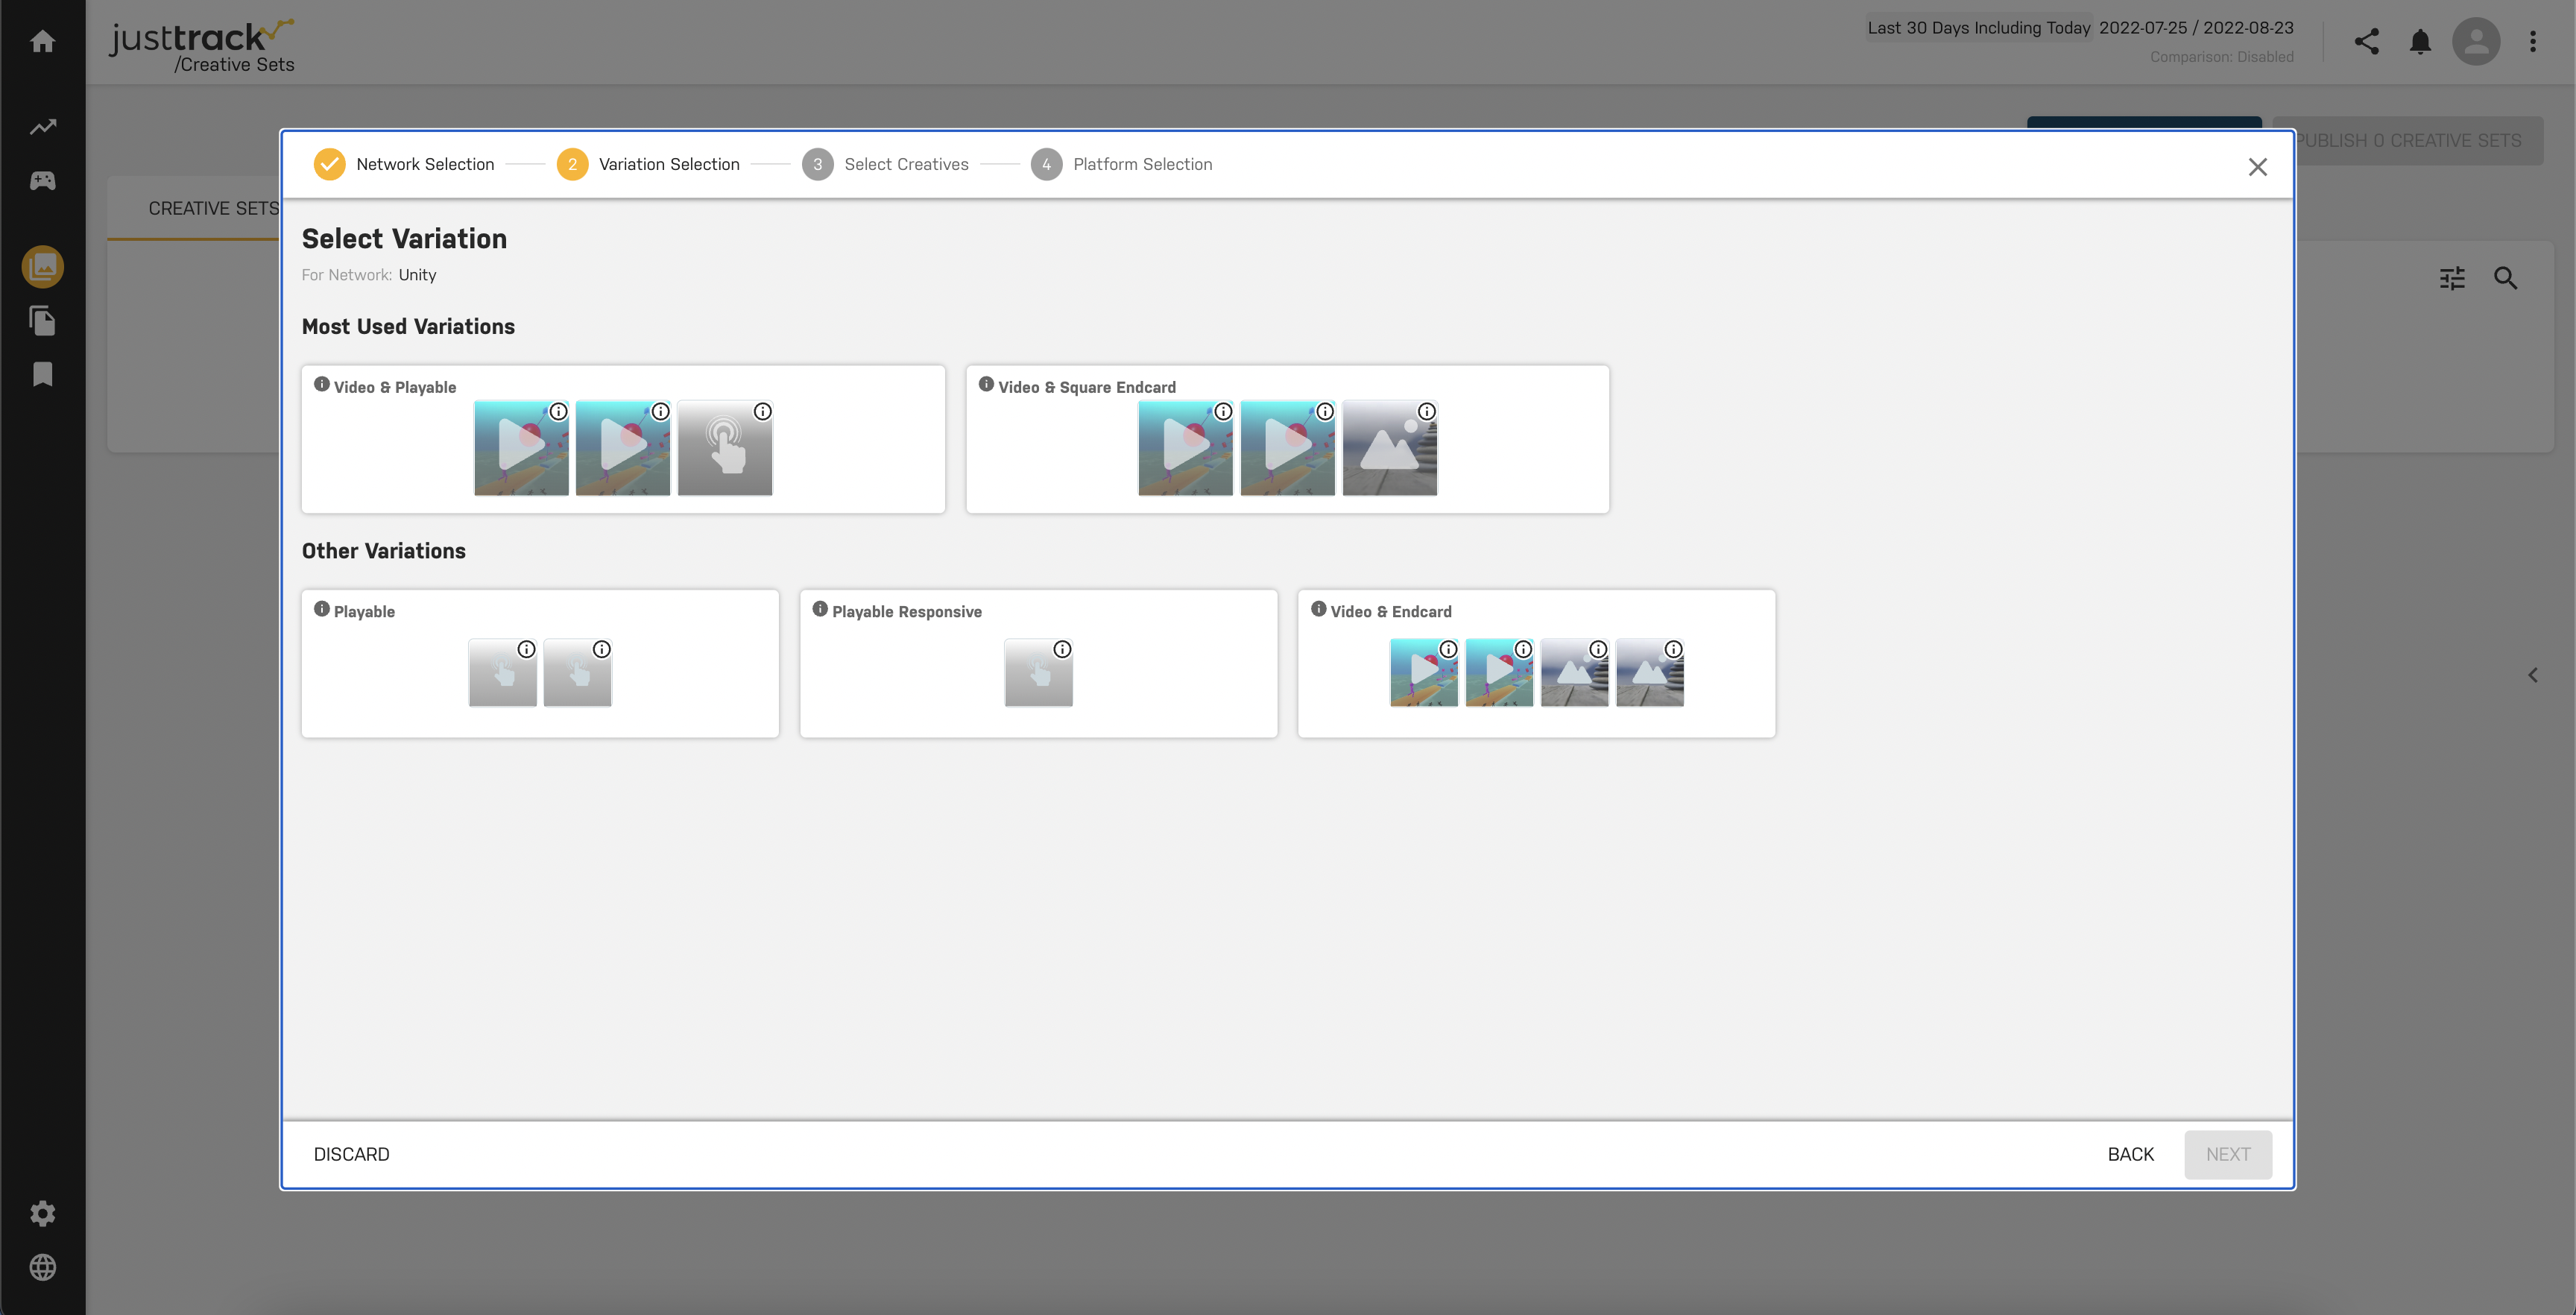 justtrack
/Creative Sets
Last 30 Days Including Today 2022-07-25 / 2022-08-23
Comparison: Disabled
PUBLISH 0 CREATIVE SETS
CREATIVE SETS
Network Selection
2 Variation Selection
3 Select Creatives
4 Platform Selection
Select Variation
For Network: Unity
Most Used Variations
Video & Playable
Video & Square Endcard
Other Variations
Playable
Playable Responsive
Video & Endcard
DISCARD
BACK
NEXT